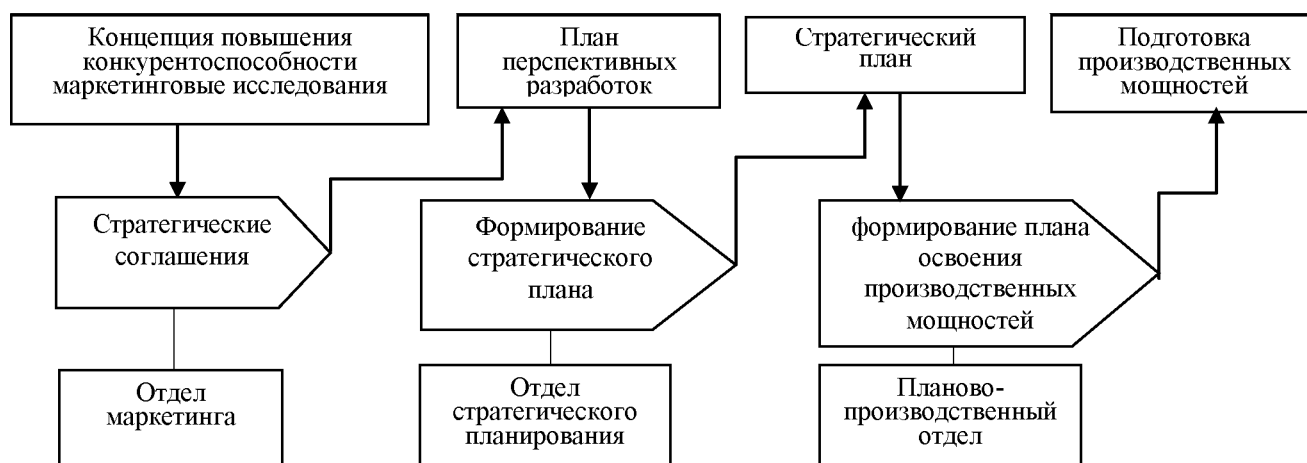 Концепция повышения
конкурентоспособности
маркетинговые исследования
План
перспективных
разработок
Стратегический
план
Подготовка
производственных
мощностей
Стратегические
соглашения
Формирование
стратегического
плана
формирование плана
освоения
производственных
мощностей
Отдел
маркетинга
Отдел
стратегического
планирования
Планово-
производственный
отдел